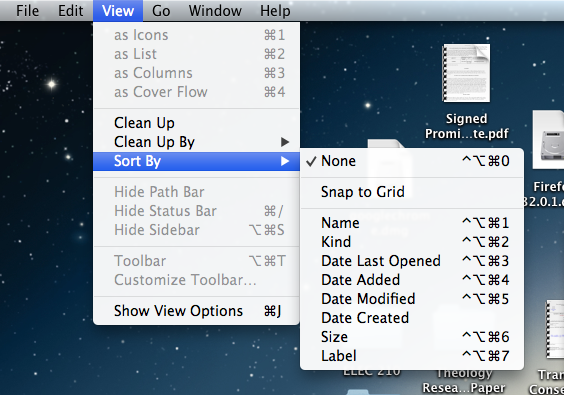 File Edit View Go Window Help
as Icons ⌘1
as List ⌘2
as Columns ⌘3
as Cover Flow ⌘4
Clean Up
Clean Up By ▶
Sort By ▶
Hide Path Bar
Hide Status Bar ⌘/
Hide Sidebar ⌥⌘S
Toolbar ⌥⌘T
Customize Toolbar...
Show View Options ⌘J
✓ None ^⌥⌘0
Snap to Grid
Name ^⌥⌘1
Kind ^⌥⌘2
Date Last Opened ^⌥⌘3
Date Added ^⌥⌘4
Date Modified ^⌥⌘5
Date Created
Size ^⌥⌘6
Label ^⌥⌘7
Signed
Promi...te.pdf
Firefo
32.0.1.d
ELEC 210
Theology
Resea...Paper
Tran
Conse